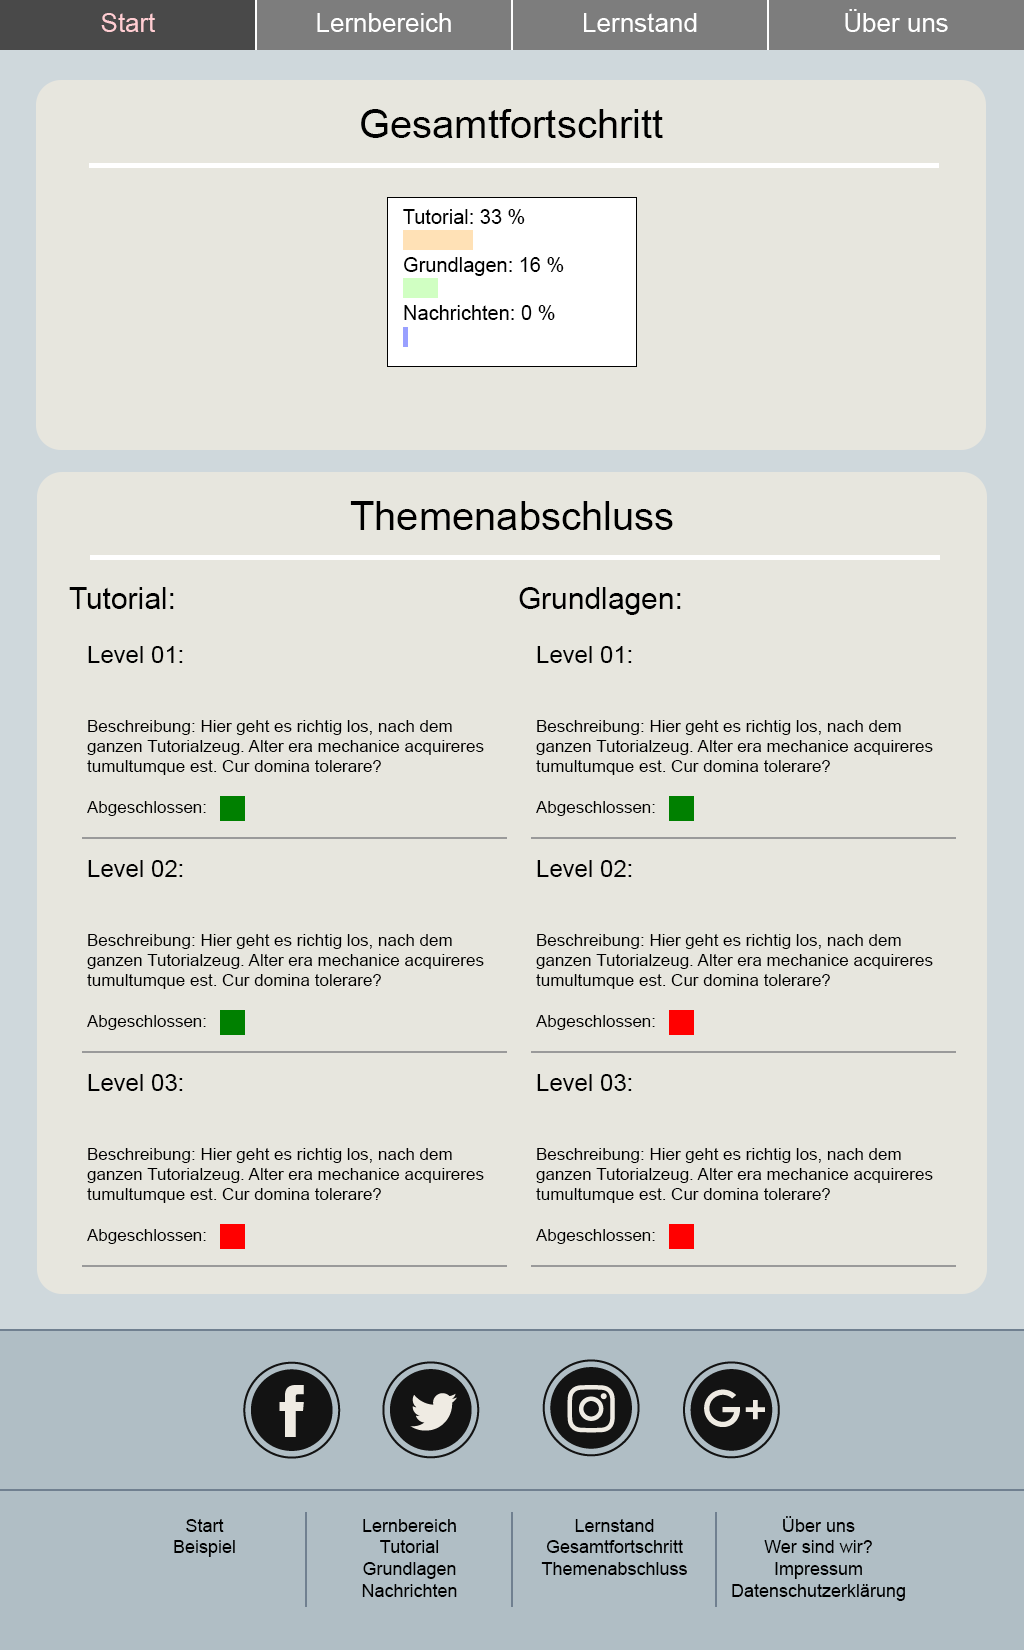 Start
Lernbereich
Lernstand
Über uns
Gesamtfortschritt
Tutorial: 33 %
Grundlagen: 16 %
Nachrichten: 0 %
Themenabschluss
Tutorial:
Level 01:
Beschreibung: Hier geht es richtig los, nach dem
ganzen Tutorialzeug. Alter era mechanice acquireres
tumultumque est. Cur domina tolerare?
Abgeschlossen:
Level 02:
Beschreibung: Hier geht es richtig los, nach dem
ganzen Tutorialzeug. Alter era mechanice acquireres
tumultumque est. Cur domina tolerare?
Abgeschlossen:
Level 03:
Beschreibung: Hier geht es richtig los, nach dem
ganzen Tutorialzeug. Alter era mechanice acquireres
tumultumque est. Cur domina tolerare?
Abgeschlossen:
Grundlagen:
Level 01:
Beschreibung: Hier geht es richtig los, nach dem
ganzen Tutorialzeug. Alter era mechanice acquireres
tumultumque est. Cur domina tolerare?
Abgeschlossen:
Level 02:
Beschreibung: Hier geht es richtig los, nach dem
ganzen Tutorialzeug. Alter era mechanice acquireres
tumultumque est. Cur domina tolerare?
Abgeschlossen:
Level 03:
Beschreibung: Hier geht es richtig los, nach dem
ganzen Tutorialzeug. Alter era mechanice acquireres
tumultumque est. Cur domina tolerare?
Abgeschlossen:
f
G+
Start
Beispiel
Lernbereich
Tutorial
Grundlagen
Nachrichten
Lernstand
Gesamtfortschritt
Themenabschluss
Über uns
Wer sind wir?
Impressum
Datenschutzerklärung